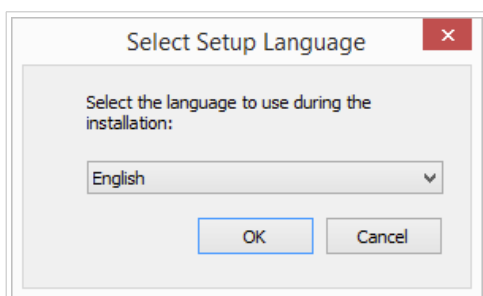 Select Setup Language
Select the language to use during the
installation:
English
OK
Cancel